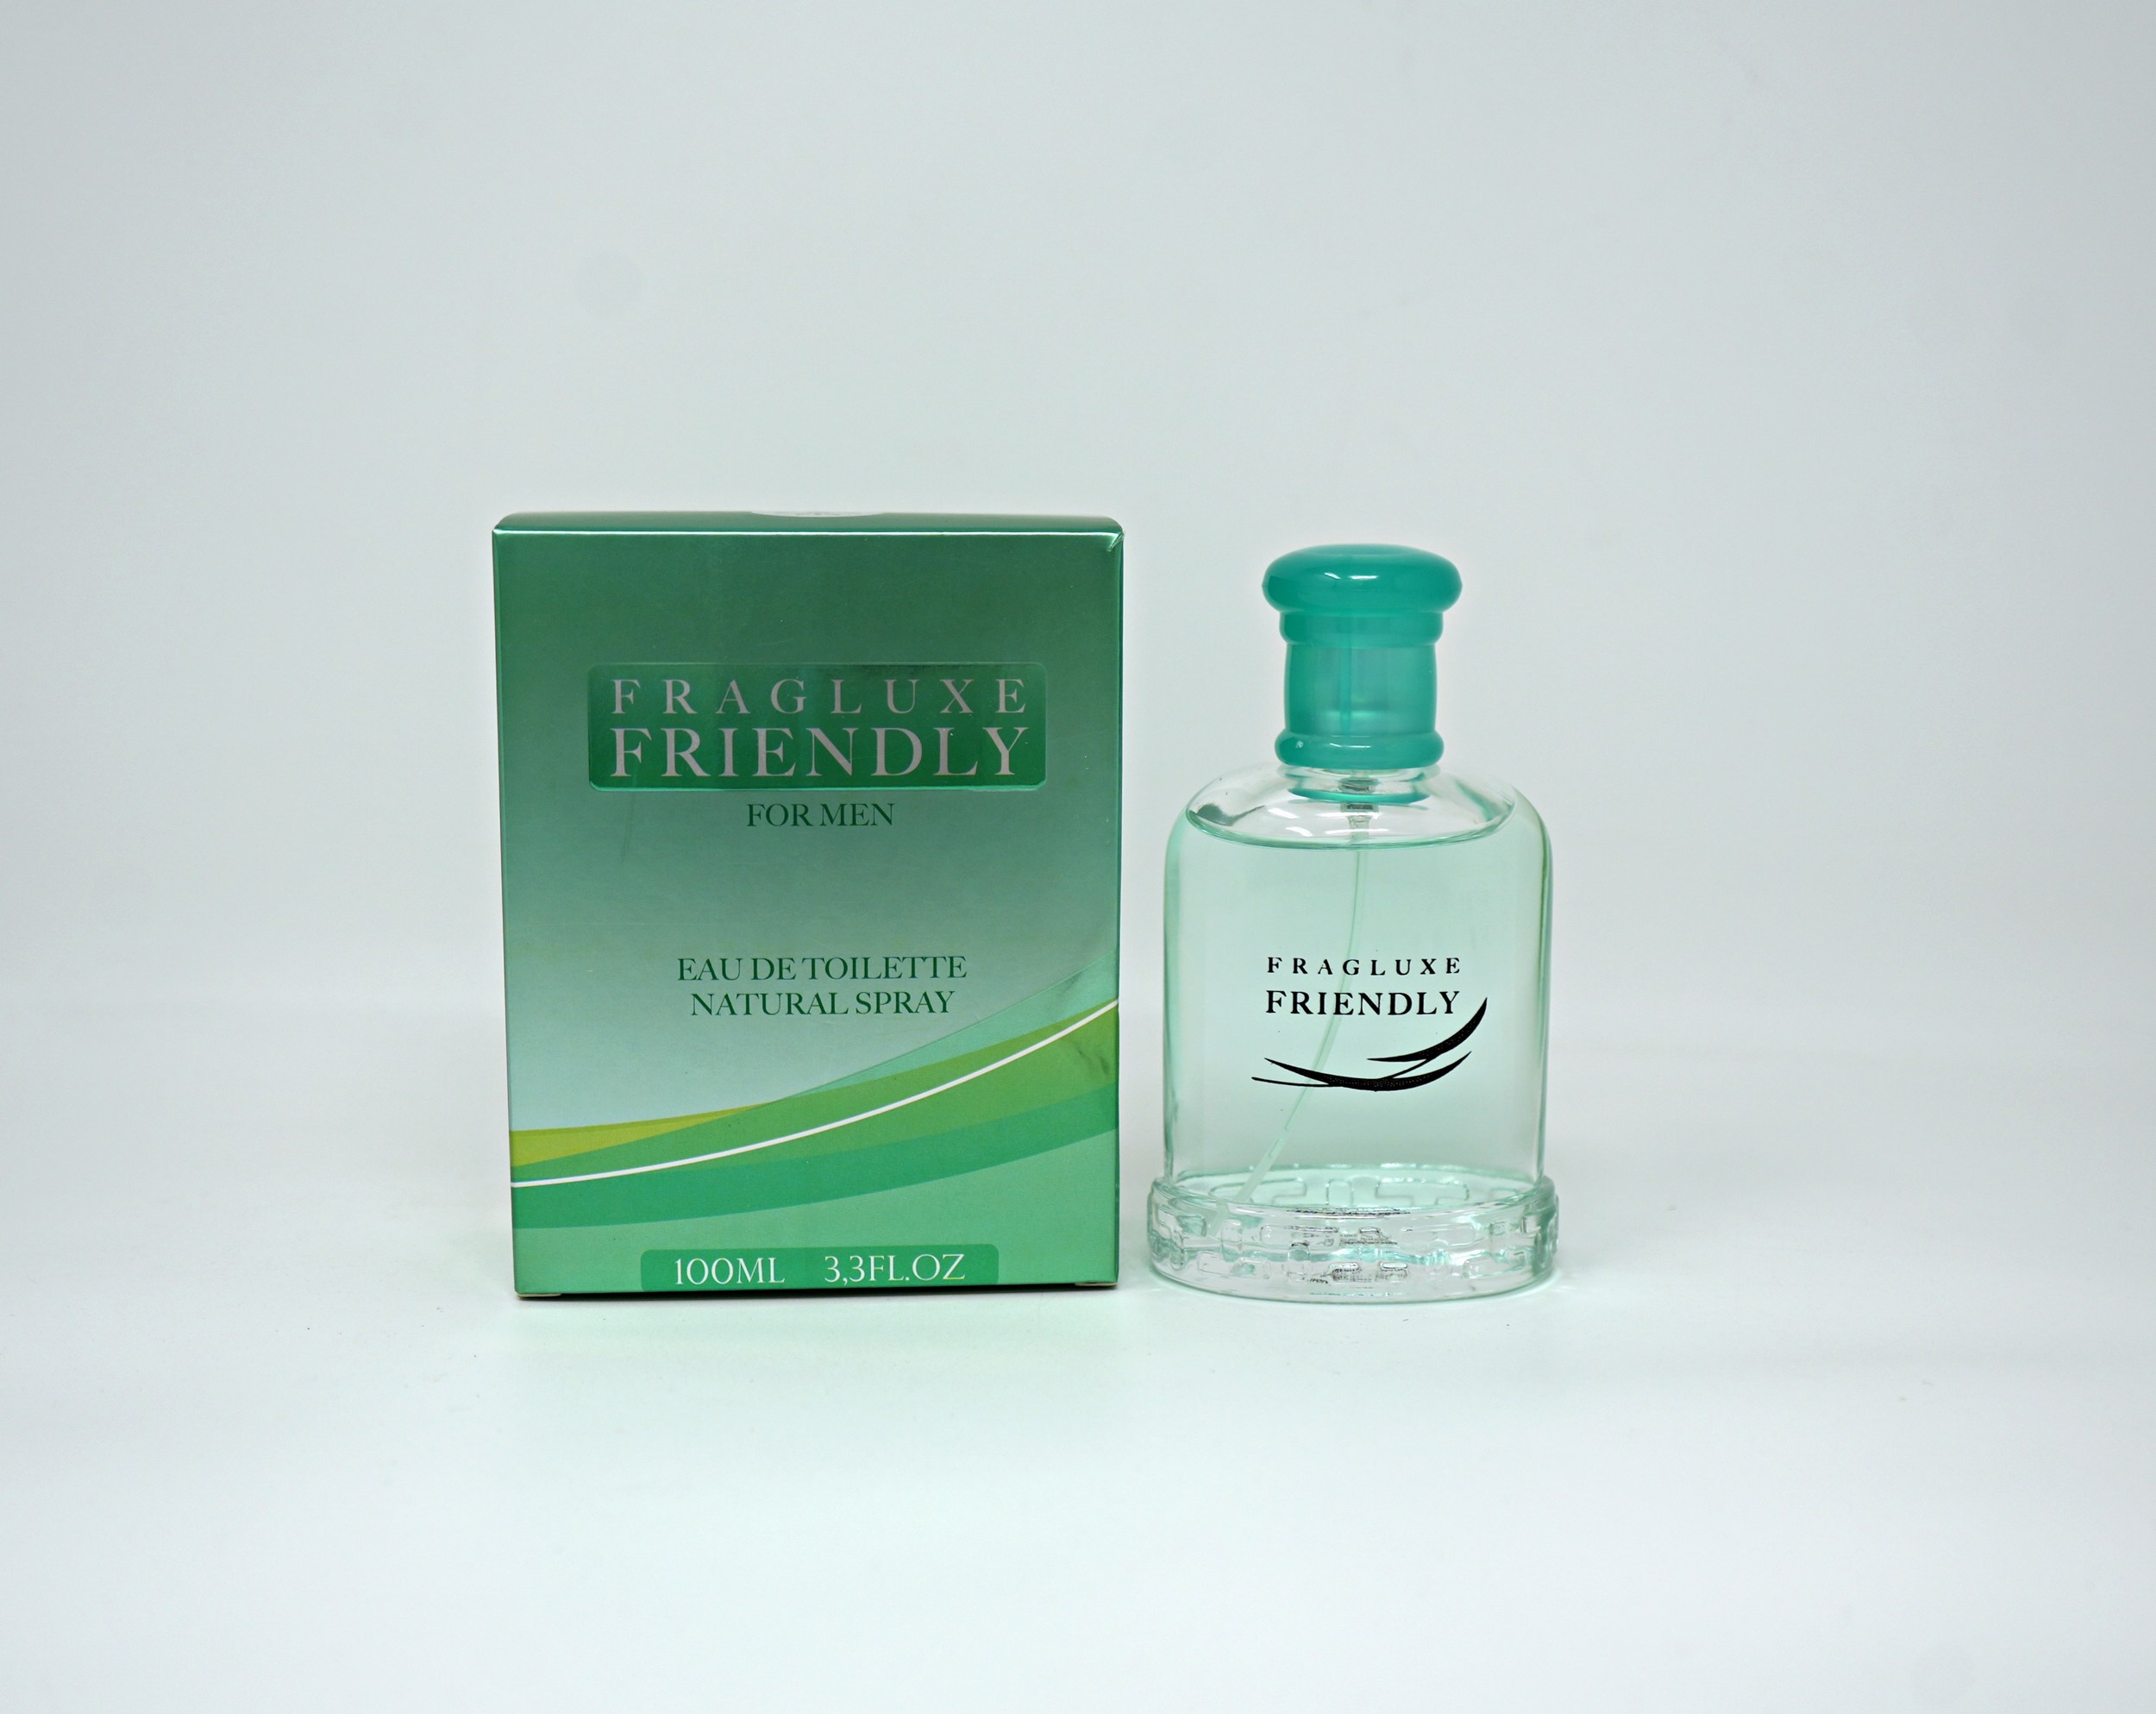 FRAGLUXE
FRIENDLY
FOR MEN
EAU DE TOILETTE
NATURAL SPRAY
100ML 3,3FL.OZ
FRAGLUXE
FRIENDLY